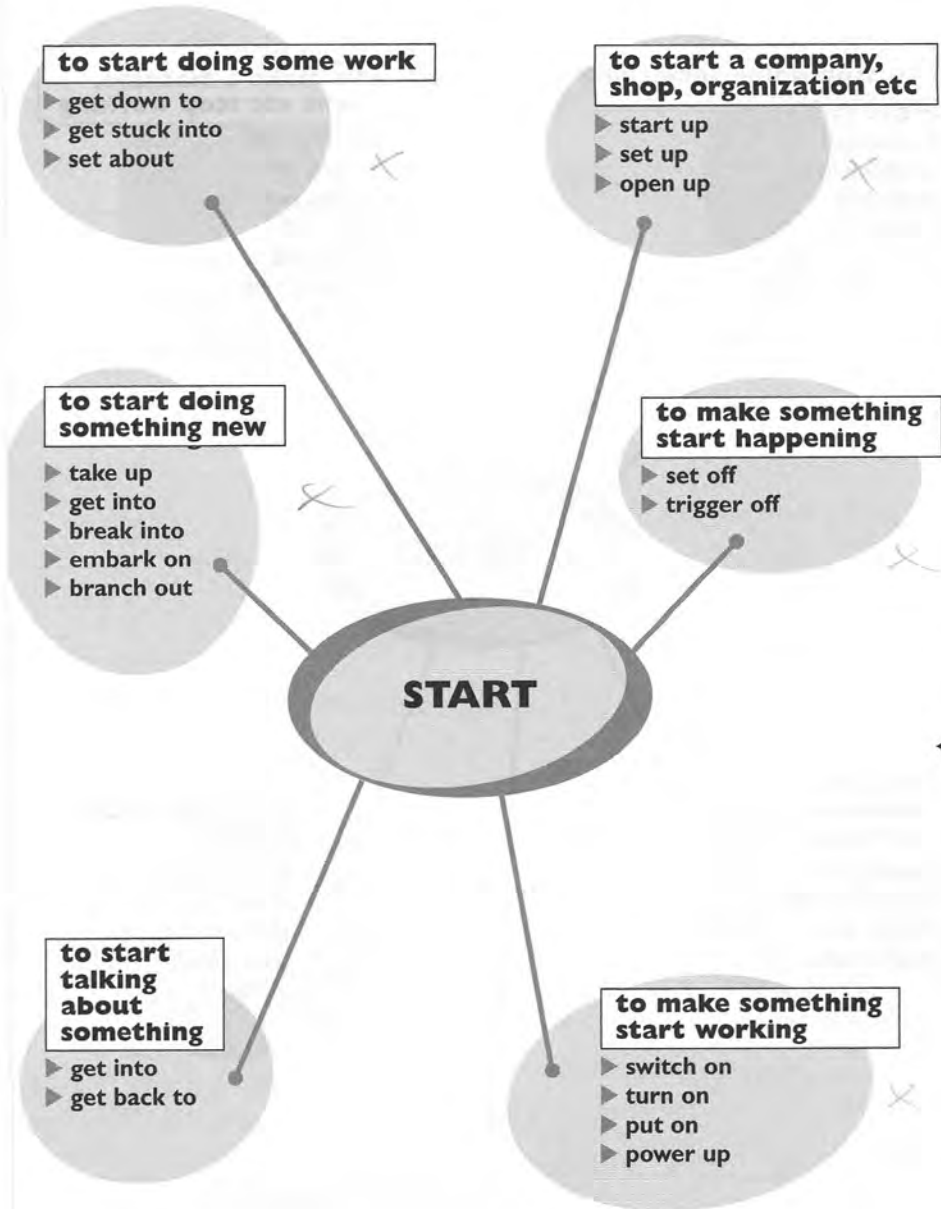 to start doing some work
▶ get down to
▶ get stuck into
▶ set about
to start a company,
shop, organization etc
▶ start up
▶ set up
▶ open up
to start doing
something new
▶ take up
▶ get into
▶ break into
▶ embark on
▶ branch out
to make something
start happening
▶ set off
▶ trigger off
START
to start
talking
about
something
▶ get into
▶ get back to
to make something
start working
▶ switch on
▶ turn on
▶ put on
▶ power up